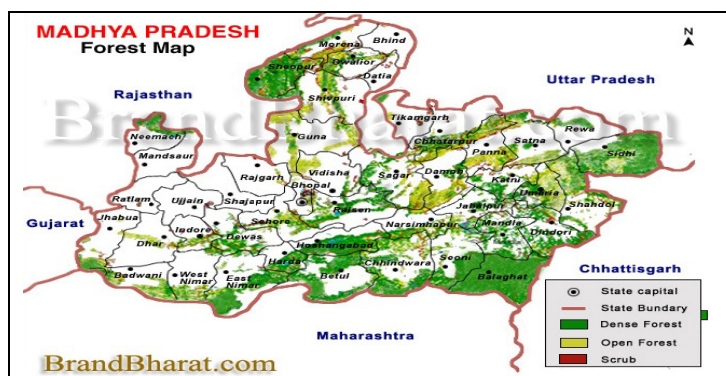 MADHYA PRADESH
Forest Map
N
Rajasthan
Uttar Pradesh
Gujarat
Chhattisgarh
Maharashtra
BrandBharat.com
Morena
Bhind
Gwalior
Sheopur
Datia
Shivpuri
Tikamgarh
Guna
Chhatarpur
Panna
Satna
Rewa
Sidhi
Neemach
Mandsaur
Rajgarh
Vidisha
Bhopal
Sagar
Damoh
Katni
Umaria
Shahdol
Ratlam
Ujjain
Shajapur
Sehore
Raisen
Jabalpur
Narsimhapur
Mandla
Dindori
Jhabua
Dhar
Indore
Dewas
Hoshangabad
Harda
Badwani
West
Nimar
East
Nimar
Betul
Chhindwara
Seoni
Balaghat
State capital
State Bundary
Dense Forest
Open Forest
Scrub
BrandBharat.com